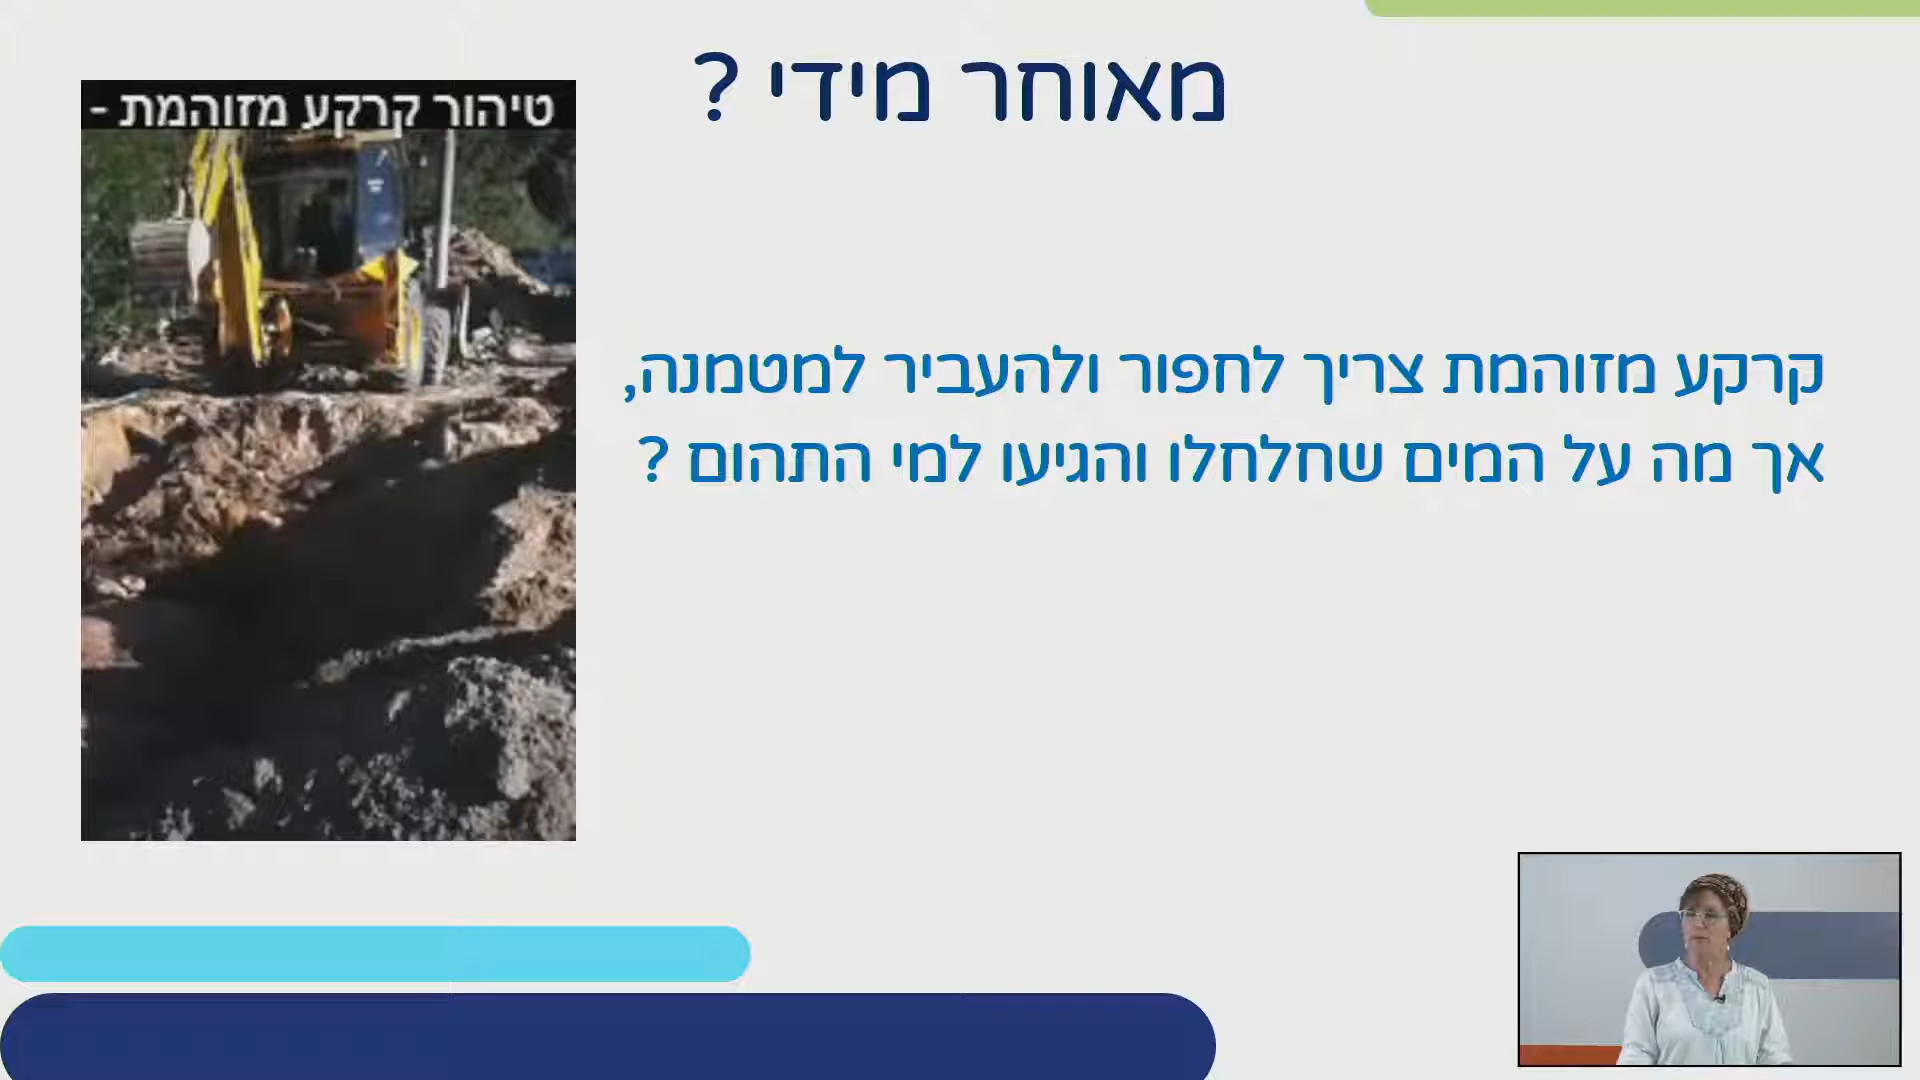 מאוחר מידי ?
טיהור קרקע מזוהמת -
קרקע מזוהמת צריך לחפור ולהעביר למטמנה,
אך מה על המים שחלחלו והגיעו למי התהום ?